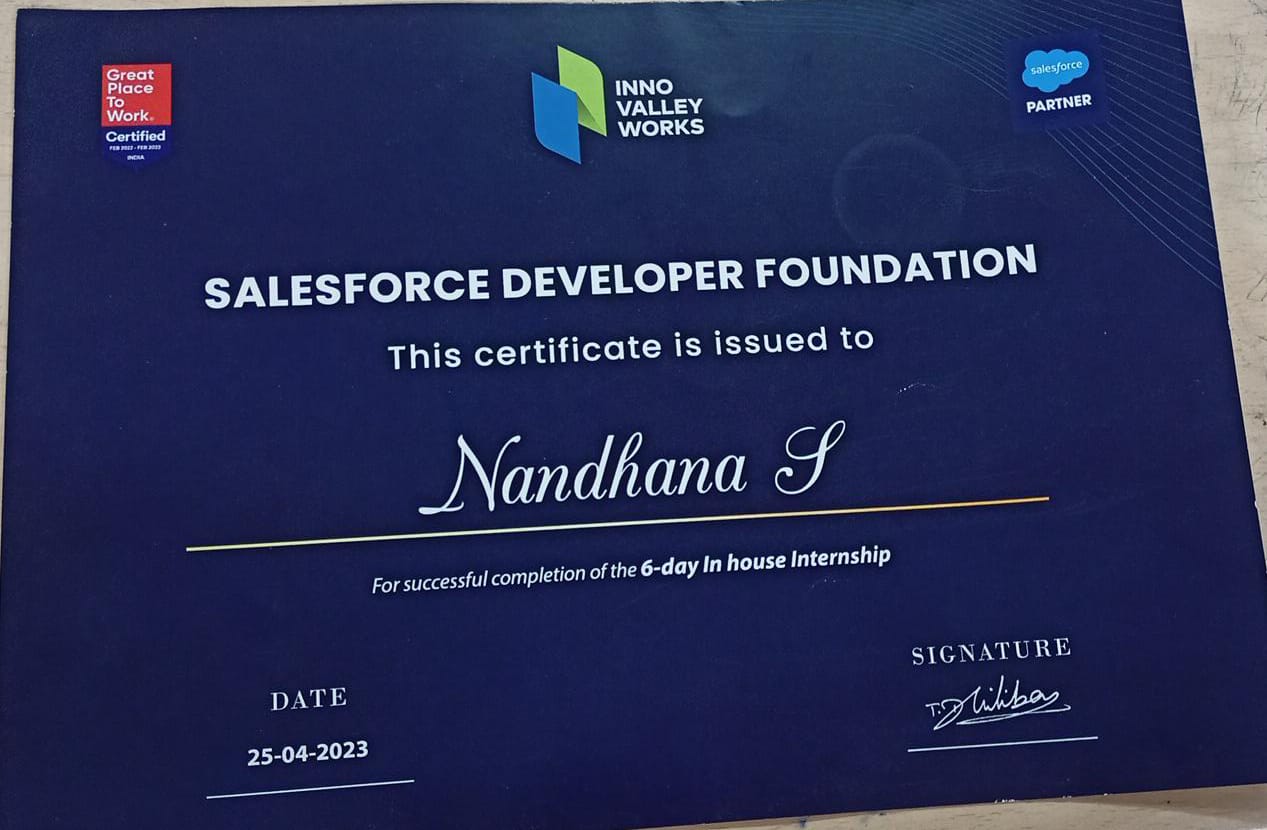 Great
Place
To
Work.
Certified
FEB 2022 - FEB 2023
INDIA
INNO
VALLEY
WORKS
salesforce
PARTNER
SALESFORCE DEVELOPER FOUNDATION
This certificate is issued to
Nandhana S
For successful completion of the 6-day In house Internship
DATE
25-04-2023
SIGNATURE